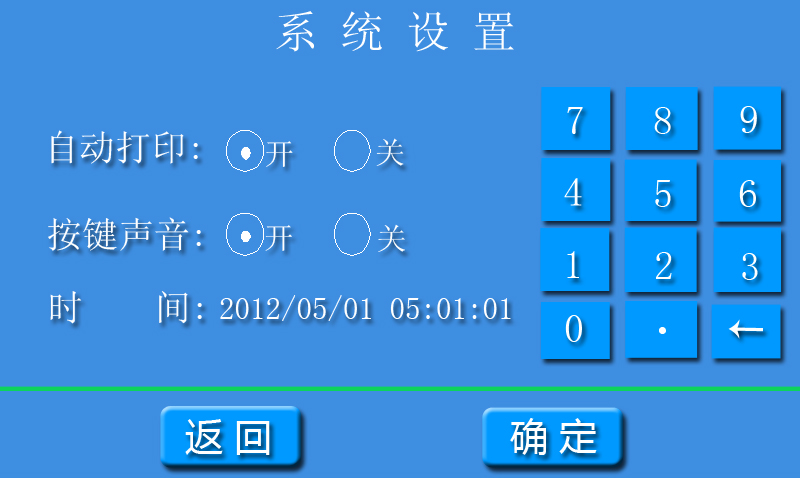 系统设置
自动打印: 开 关
按键声音: 开 关
时 间: 2012/05/01 05:01:01
7 8 9
4 5 6
1 2 3
0 . ←
返回 确定